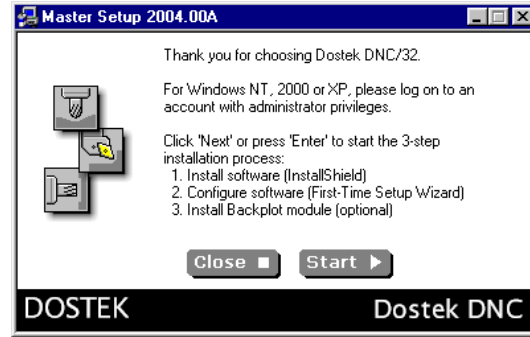 Master Setup 2004.00A
Thank you for choosing Dostek DNC/32.
For Windows NT, 2000 or XP, please log on to an
account with administrator privileges.
Click 'Next' or press 'Enter' to start the 3-step
installation process:
1. Install software (InstallShield)
2. Configure software (First-Time Setup Wizard)
3. Install Backplot module (optional)
Close
Start
DOSTEK
Dostek DNC